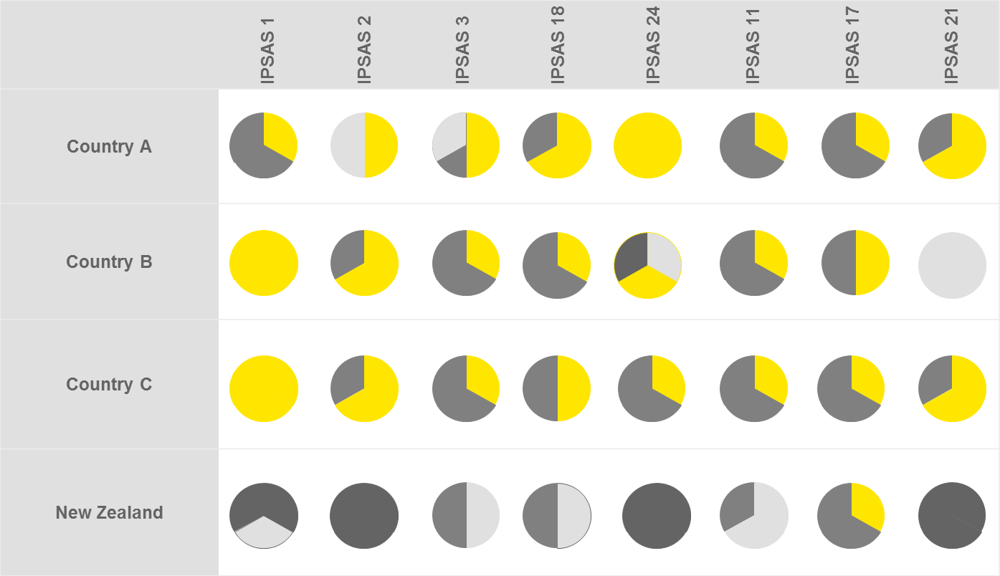 IPSAS 1
IPSAS 2
IPSAS 3
IPSAS 18
IPSAS 24
IPSAS 11
IPSAS 17
IPSAS 21
Country A
Country B
Country C
New Zealand